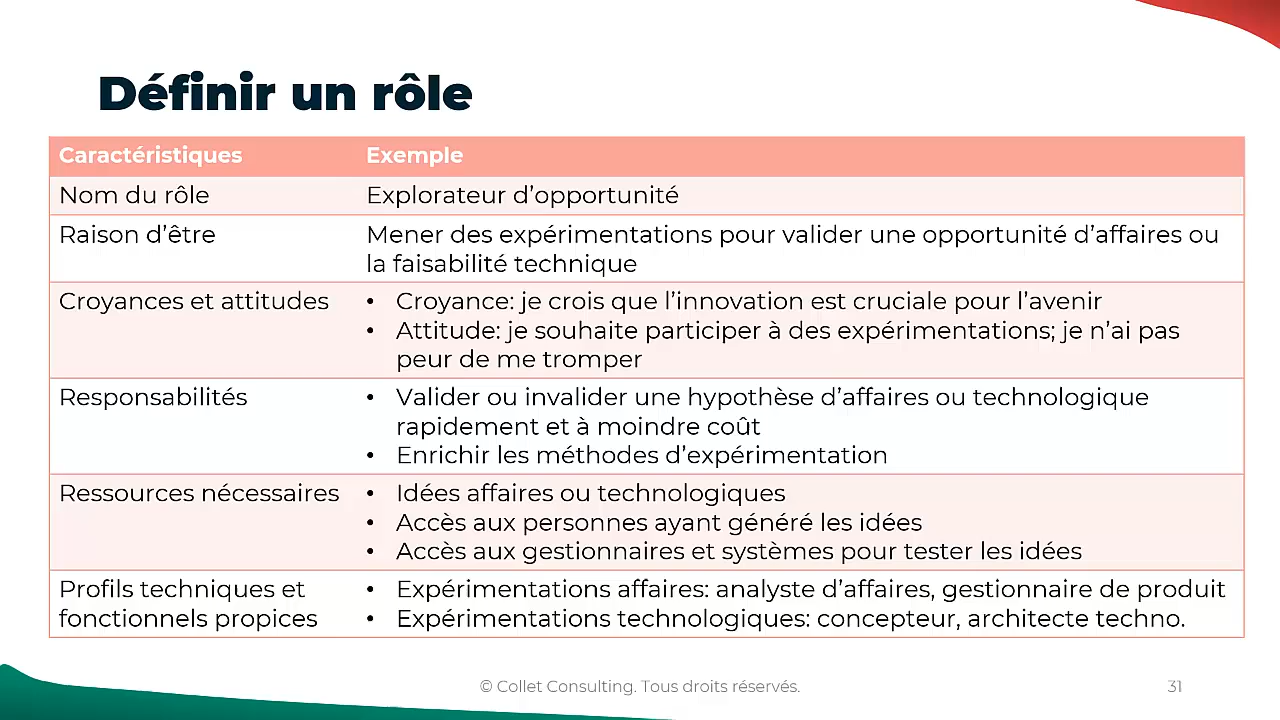 Définir un rôle
Caractéristiques Exemple
Nom du rôle Explorateur d’opportunité
Raison d’être Mener des expérimentations pour valider une opportunité d’affaires ou
la faisabilité technique
Croyances et attitudes • Croyance: je crois que l’innovation est cruciale pour l’avenir
• Attitude: je souhaite participer à des expérimentations; je n’ai pas
peur de me tromper
Responsabilités • Valider ou invalider une hypothèse d’affaires ou technologique
rapidement et à moindre coût
• Enrichir les méthodes d’expérimentation
Ressources nécessaires • Idées affaires ou technologiques
• Accès aux personnes ayant généré les idées
• Accès aux gestionnaires et systèmes pour tester les idées
Profils techniques et • Expérimentations affaires: analyste d’affaires, gestionnaire de produit
fonctionnels propices • Expérimentations technologiques: concepteur, architecte techno.
© Collet Consulting. Tous droits réservés. 31